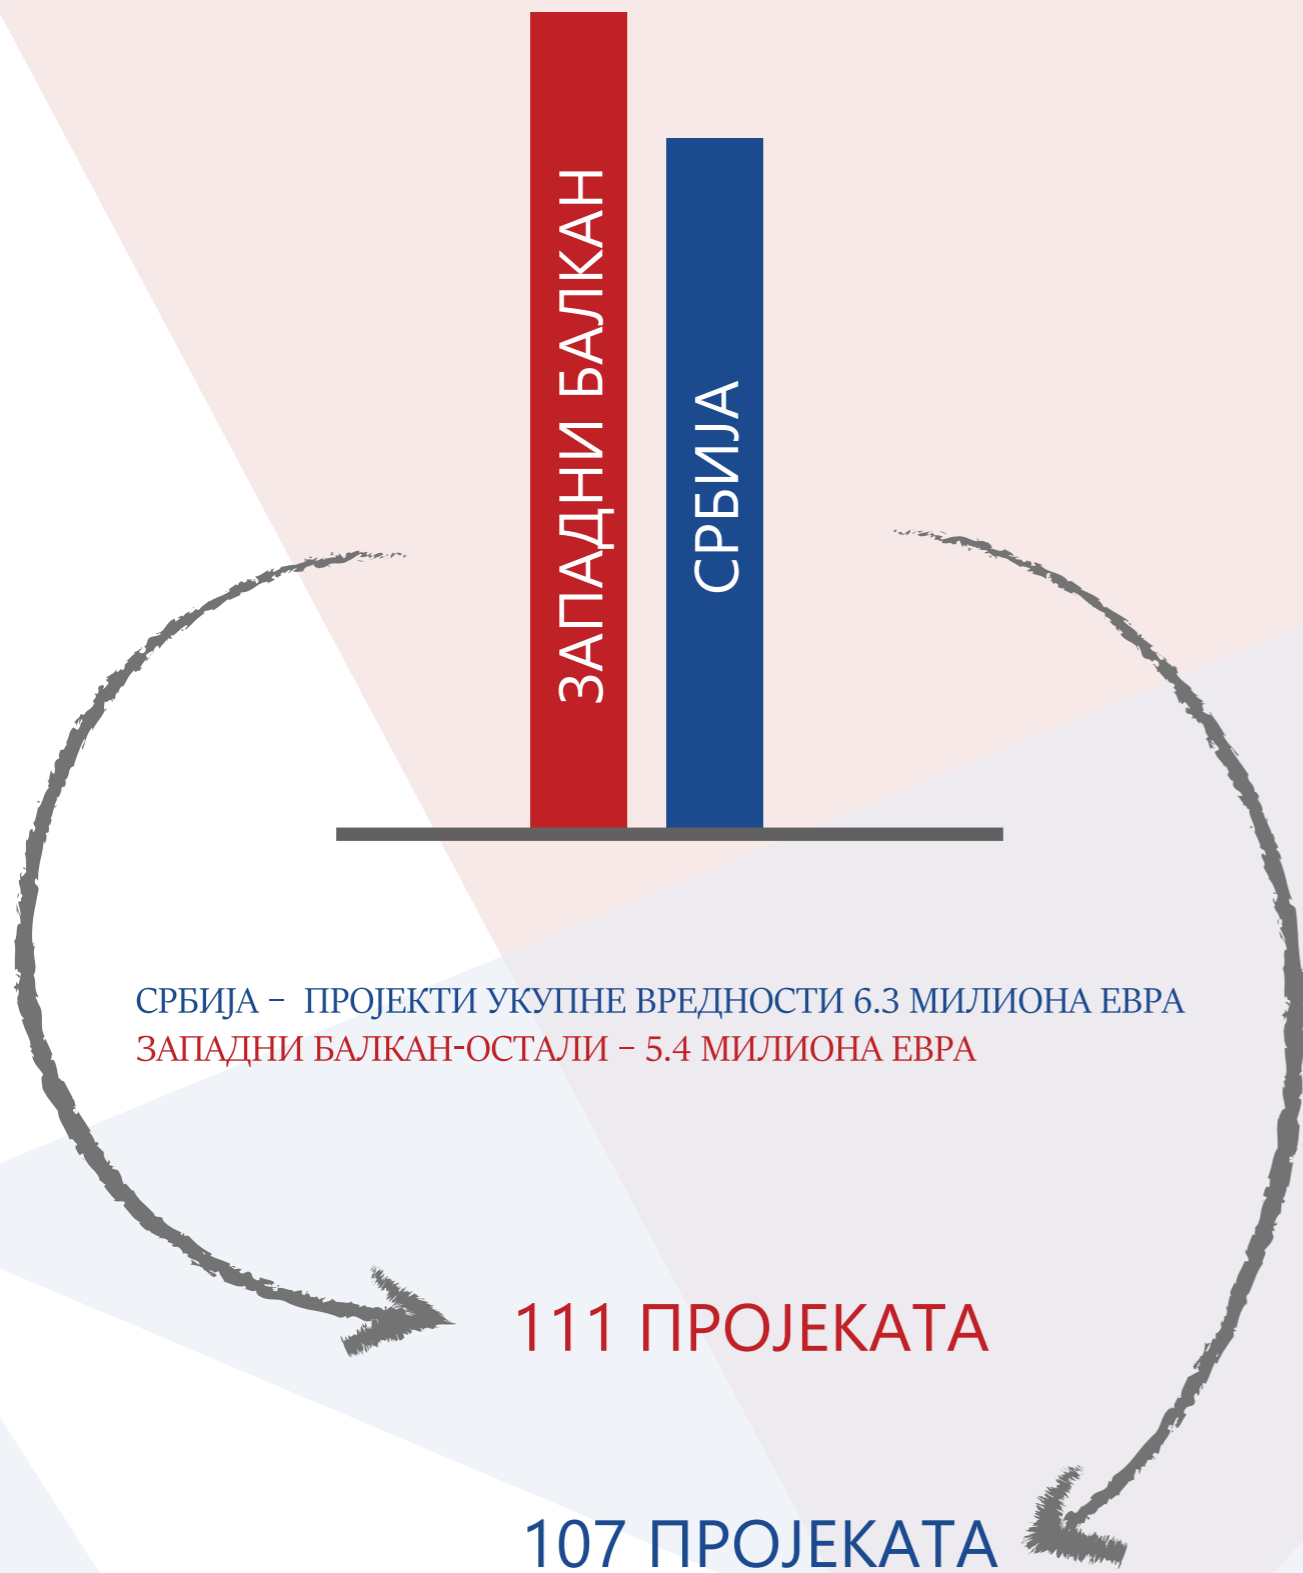 ЗАПАДНИ БАЛКАН
СРБИЈА
СРБИЈА – ПРОЈЕКТИ УКУПНЕ ВРЕДНОСТИ 6.3 МИЛИОНА ЕВРА
ЗАПАДНИ БАЛКАН-ОСТАЛИ – 5.4 МИЛИОНА ЕВРА
111 ПРОЈЕКАТА
107 ПРОЈЕКАТА